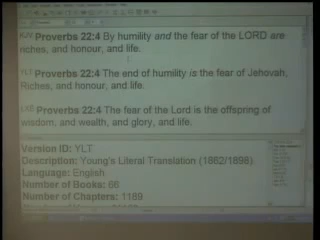 KJV Proverbs 22:4 By humility and the fear of the LORD are
riches, and honour, and life.
YLT Proverbs 22:4 The end of humility is the fear of Jehovah,
Riches, and honour, and life.
LXE Proverbs 22:4 The fear of the Lord is the offspring of
wisdom, and wealth, and glory, and life.
Version ID: YLT
Description: Young's Literal Translation (1862/1898)
Language: English
Number of Books: 66
Number of Chapters: 1189